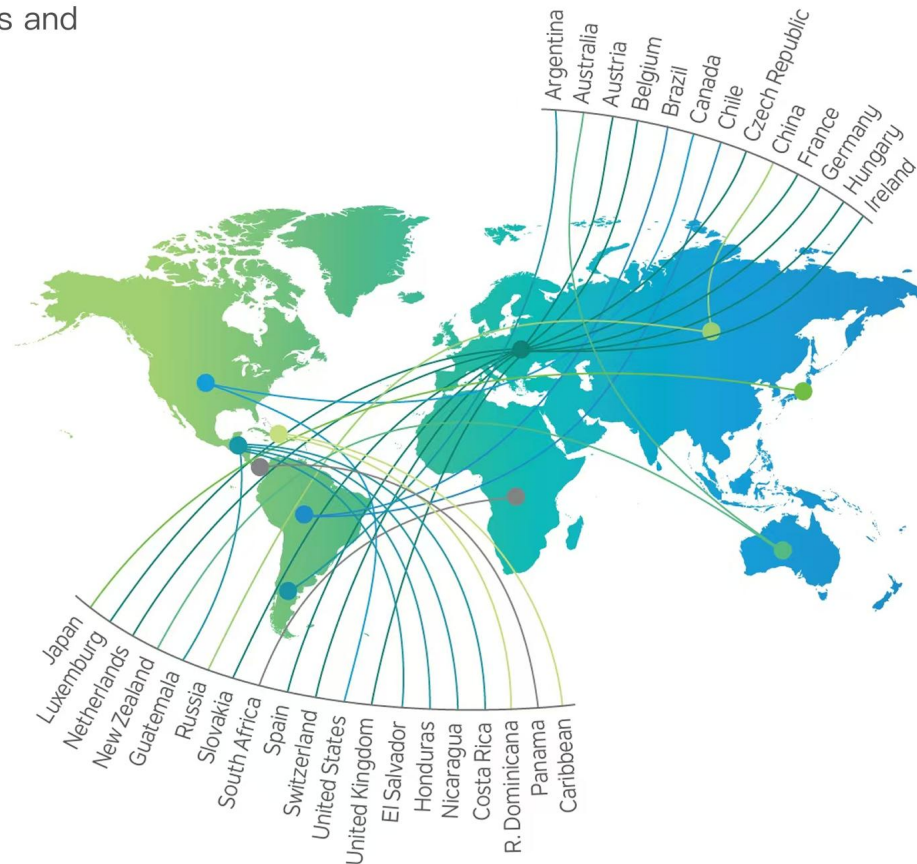 s and
Argentina
Australia
Austria
Belgium
Brazil
Canada
Chile
Czech Republic
China
France
Germany
Hungary
Ireland
Japan
Luxemburg
Netherlands
New Zealand
Guatemala
Russia
Slovakia
South Africa
Spain
Switzerland
United States
United Kingdom
El Salvador
Honduras
Nicaragua
Costa Rica
R. Dominicana
Panama
Caribbean